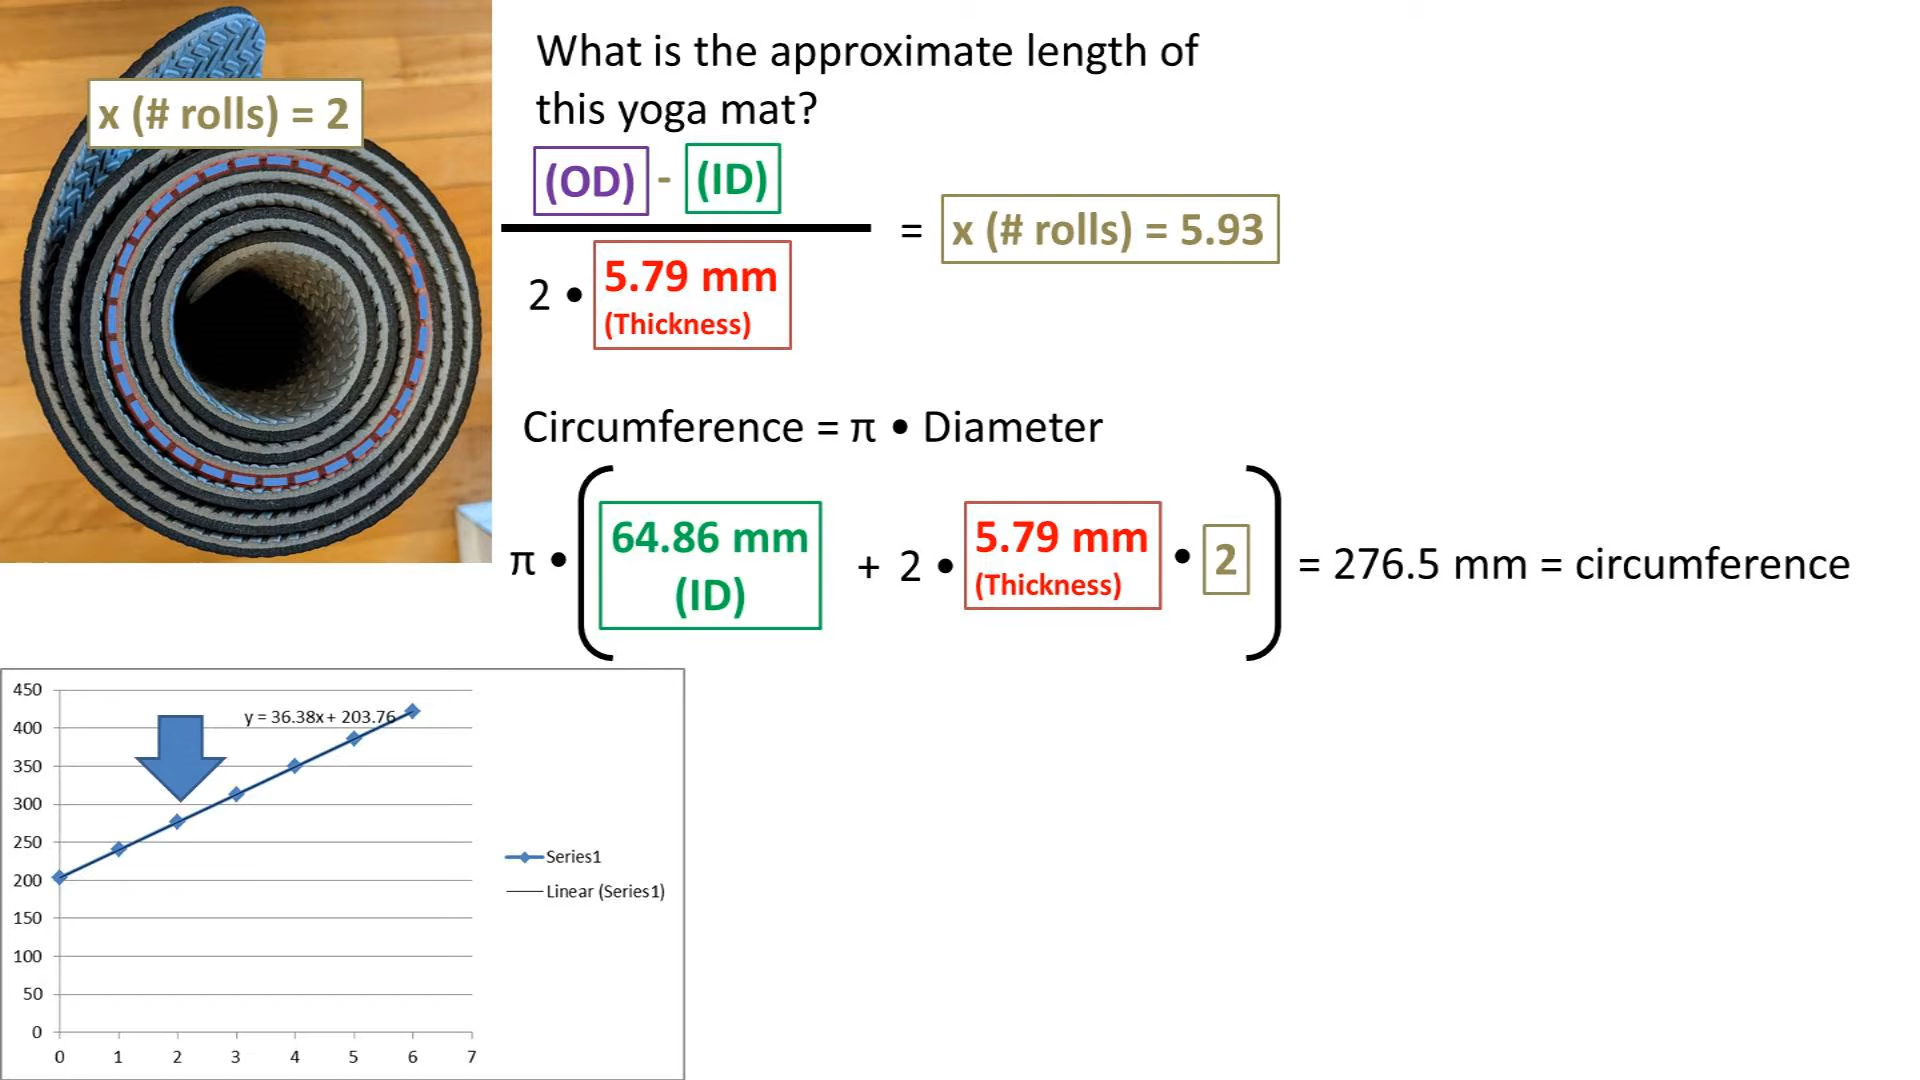 x (# rolls) = 2
What is the approximate length of
this yoga mat?
(OD) - (ID)
2 • 5.79 mm
(Thickness)
= x (# rolls) = 5.93
Circumference = π • Diameter
π • ( 64.86 mm
(ID)
+ 2 • 5.79 mm
(Thickness)
• 2 ) = 276.5 mm = circumference
450
400
350
300
250
200
150
100
50
0
y = 36.38x + 203.76
0 1 2 3 4 5 6 7
Series1
Linear (Series1)